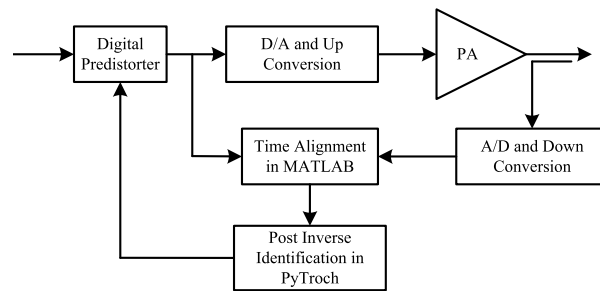 Digital
Predistorter
D/A and Up
Conversion
PA
Time Alignment
in MATLAB
A/D and Down
Conversion
Post Inverse
Identification in
PyTroch